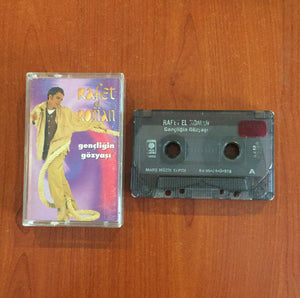 RAFET
EL
ROMAN
gençliğin
gözyaşı
RAFET EL ROMAN
Gençliğin Gözyaşı
A